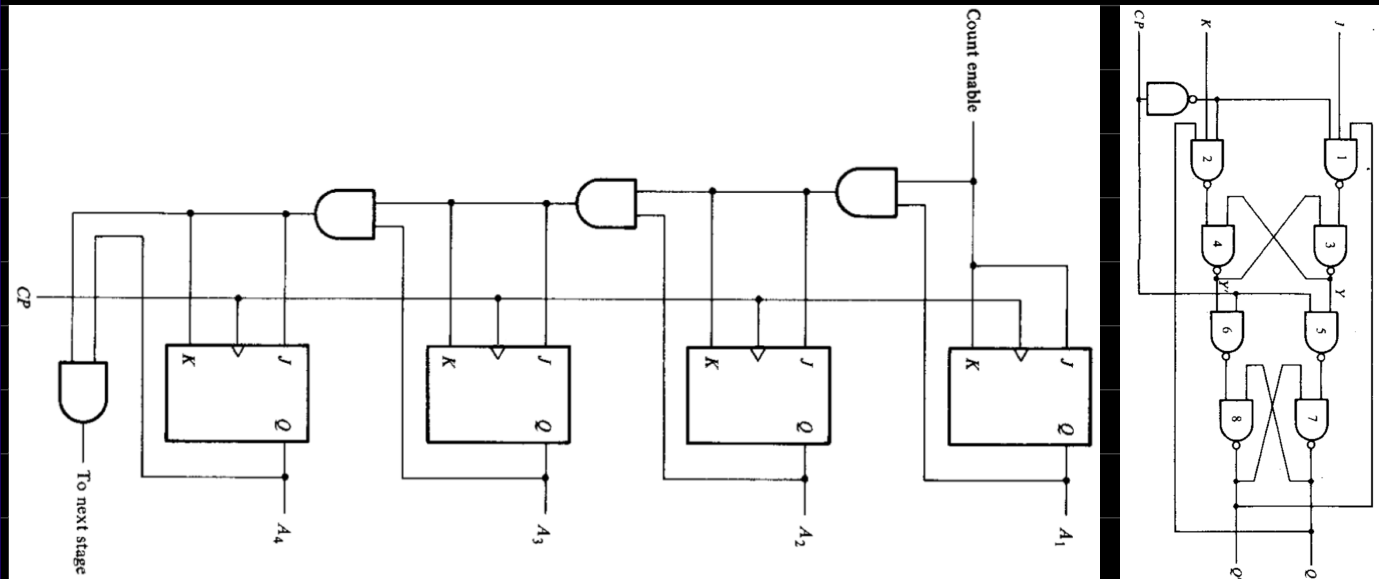 Count enable
CP
K
J
Q
K
J
Q
K
J
Q
K
J
Q
A₄
A₃
A₂
A₁
To next stage
CP
K
J
2
1
4
3
Y'
Y
6
5
8
7
Q'
Q